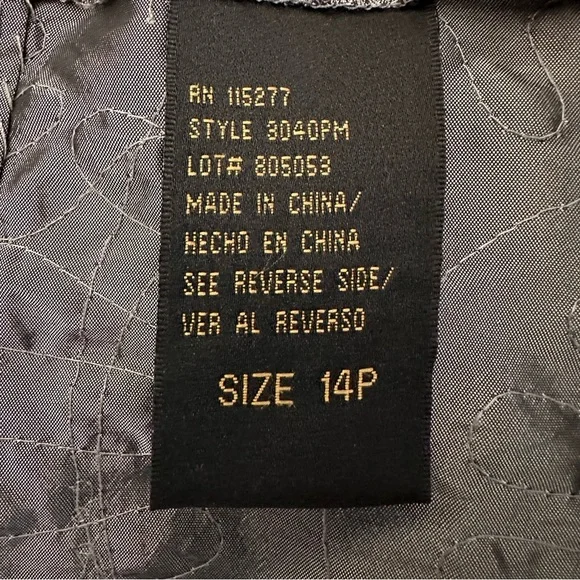 RN 115277
STYLE 3D40PM
LOT# 805053
MADE IN CHINA/
HECHO EN CHINA
SEE REVERSE SIDE/
VER AL REVERSO
SIZE 14P